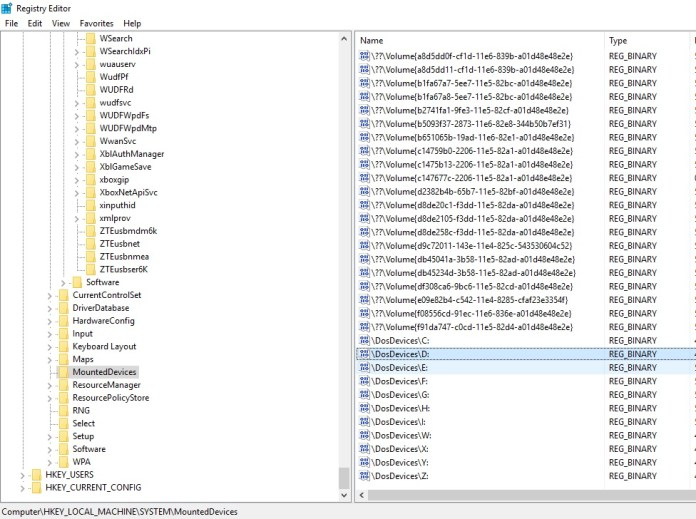 Registry Editor
File Edit View Favorites Help
WSearch
WSearchIdxPi
wuauserv
WudfPf
WUDFRd
wudfsvc
WUDFWpdFs
WUDFWpdMtp
WwanSvc
XblAuthManager
XblGameSave
xboxgip
XboxNetApiSvc
xinputhid
xmlprov
ZTEusbmdm6k
ZTEusbnet
ZTEusbnmea
ZTEusbser6K
Software
CurrentControlSet
DriverDatabase
HardwareConfig
Input
Keyboard Layout
Maps
MountedDevices
ResourceManager
ResourcePolicyStore
RNG
Select
Setup
Software
WPA
HKEY_USERS
HKEY_CURRENT_CONFIG
Name Type
\??\Volume{a8d5dd0f-cf1d-11e6-839b-a01d48e48e2e} REG_BINARY
\??\Volume{a8d5dd11-cf1d-11e6-839b-a01d48e48e2e} REG_BINARY
\??\Volume{b1fa67a7-5ee7-11e5-82bc-a01d48e48e2e} REG_BINARY
\??\Volume{b1fa67a8-5ee7-11e5-82bc-a01d48e48e2e} REG_BINARY
\??\Volume{b2741fa1-9fe3-11e5-82cf-a01d48e48e2e} REG_BINARY
\??\Volume{b5093f37-2873-11e6-82e8-344b50b7ef31} REG_BINARY
\??\Volume{b651065b-19ad-11e6-82e1-a01d48e48e2e} REG_BINARY
\??\Volume{c14759b0-2206-11e5-82a1-a01d48e48e2e} REG_BINARY
\??\Volume{c1475b13-2206-11e5-82a1-a01d48e48e2e} REG_BINARY
\??\Volume{c147677c-2206-11e5-82a1-a01d48e48e2e} REG_BINARY
\??\Volume{d2382b4b-65b7-11e5-82bf-a01d48e48e2e} REG_BINARY
\??\Volume{d8de20c1-f3dd-11e5-82da-a01d48e48e2e} REG_BINARY
\??\Volume{d8de2105-f3dd-11e5-82da-a01d48e48e2e} REG_BINARY
\??\Volume{d8de258c-f3dd-11e5-82da-a01d48e48e2e} REG_BINARY
\??\Volume{d9c72011-143e-11e4-825c-543530604c52} REG_BINARY
\??\Volume{db45041a-3b58-11e5-82ad-a01d48e48e2e} REG_BINARY
\??\Volume{db45234d-3b58-11e5-82ad-a01d48e48e2e} REG_BINARY
\??\Volume{df308ca6-9bc6-11e5-82cd-a01d48e48e2e} REG_BINARY
\??\Volume{e09e82b4-c542-11e4-8285-cfaf23e3354f} REG_BINARY
\??\Volume{f08556cd-91ec-11e6-836e-a01d48e48e2e} REG_BINARY
\??\Volume{f91da747-c0cd-11e5-82d4-a01d48e48e2e} REG_BINARY
\DosDevices\C: REG_BINARY
\DosDevices\D: REG_BINARY
\DosDevices\E: REG_BINARY
\DosDevices\F: REG_BINARY
\DosDevices\G: REG_BINARY
\DosDevices\H: REG_BINARY
\DosDevices\I: REG_BINARY
\DosDevices\W: REG_BINARY
\DosDevices\X: REG_BINARY
\DosDevices\Y: REG_BINARY
\DosDevices\Z: REG_BINARY
Computer\HKEY_LOCAL_MACHINE\SYSTEM\MountedDevices